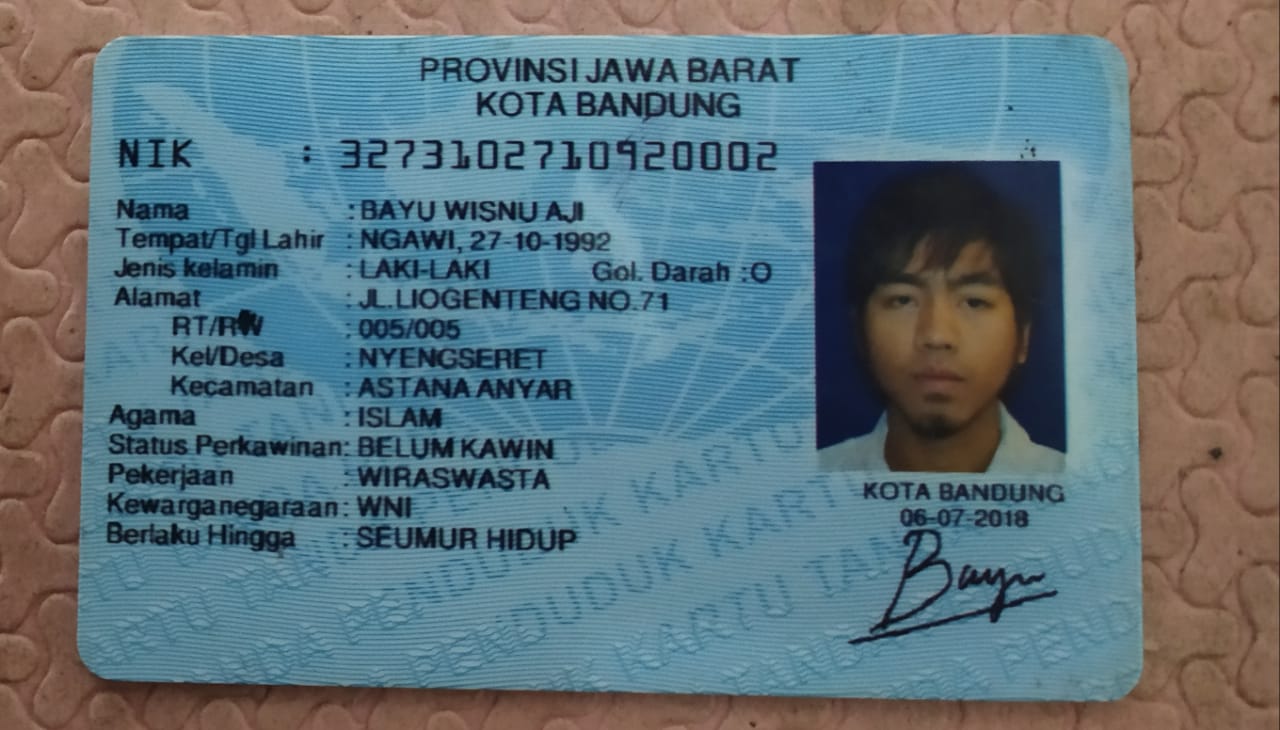 PROVINSI JAWA BARAT
KOTA BANDUNG
NIK : 3273102710920002
Nama : BAYU WISNU AJI
Tempat/Tgl Lahir : NGAWI, 27-10-1992
Jenis kelamin : LAKI-LAKI Gol. Darah : O
Alamat : JL.LIOGENTENG NO.71
RT/RW : 005/005
Kel/Desa : NYENGSERET
Kecamatan : ASTANA ANYAR
Agama : ISLAM
Status Perkawinan: BELUM KAWIN
Pekerjaan : WIRASWASTA
Kewarganegaraan: WNI
Berlaku Hingga : SEUMUR HIDUP
KOTA BANDUNG
06-07-2018
Bayu